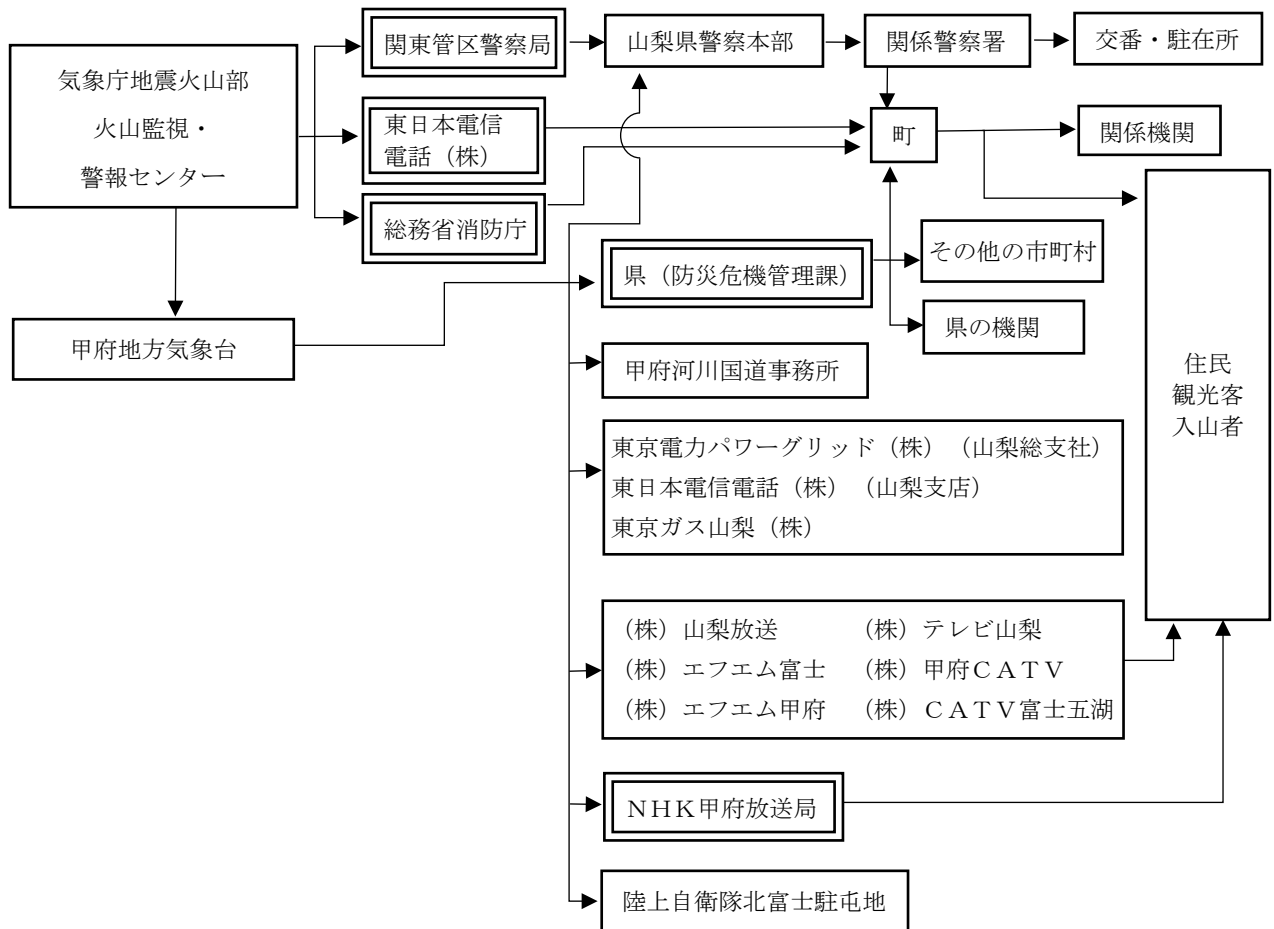 関東管区警察局
山梨県警察本部
関係警察署
交番・駐在所
気象庁地震火山部
火山監視・
警報センター
東日本電信
電話（株）
町
関係機関
総務省消防庁
県（防災危機管理課）
その他の市町村
県の機関
甲府地方気象台
甲府河川国道事務所
住民
観光客
入山者
東京電力パワーグリッド（株）（山梨総支社）
東日本電信電話（株）（山梨支店）
東京ガス山梨（株）
（株）山梨放送　（株）テレビ山梨
（株）エフエム富士　（株）甲府ＣＡＴＶ
（株）エフエム甲府　（株）ＣＡＴＶ富士五湖
ＮＨＫ甲府放送局
陸上自衛隊北富士駐屯地